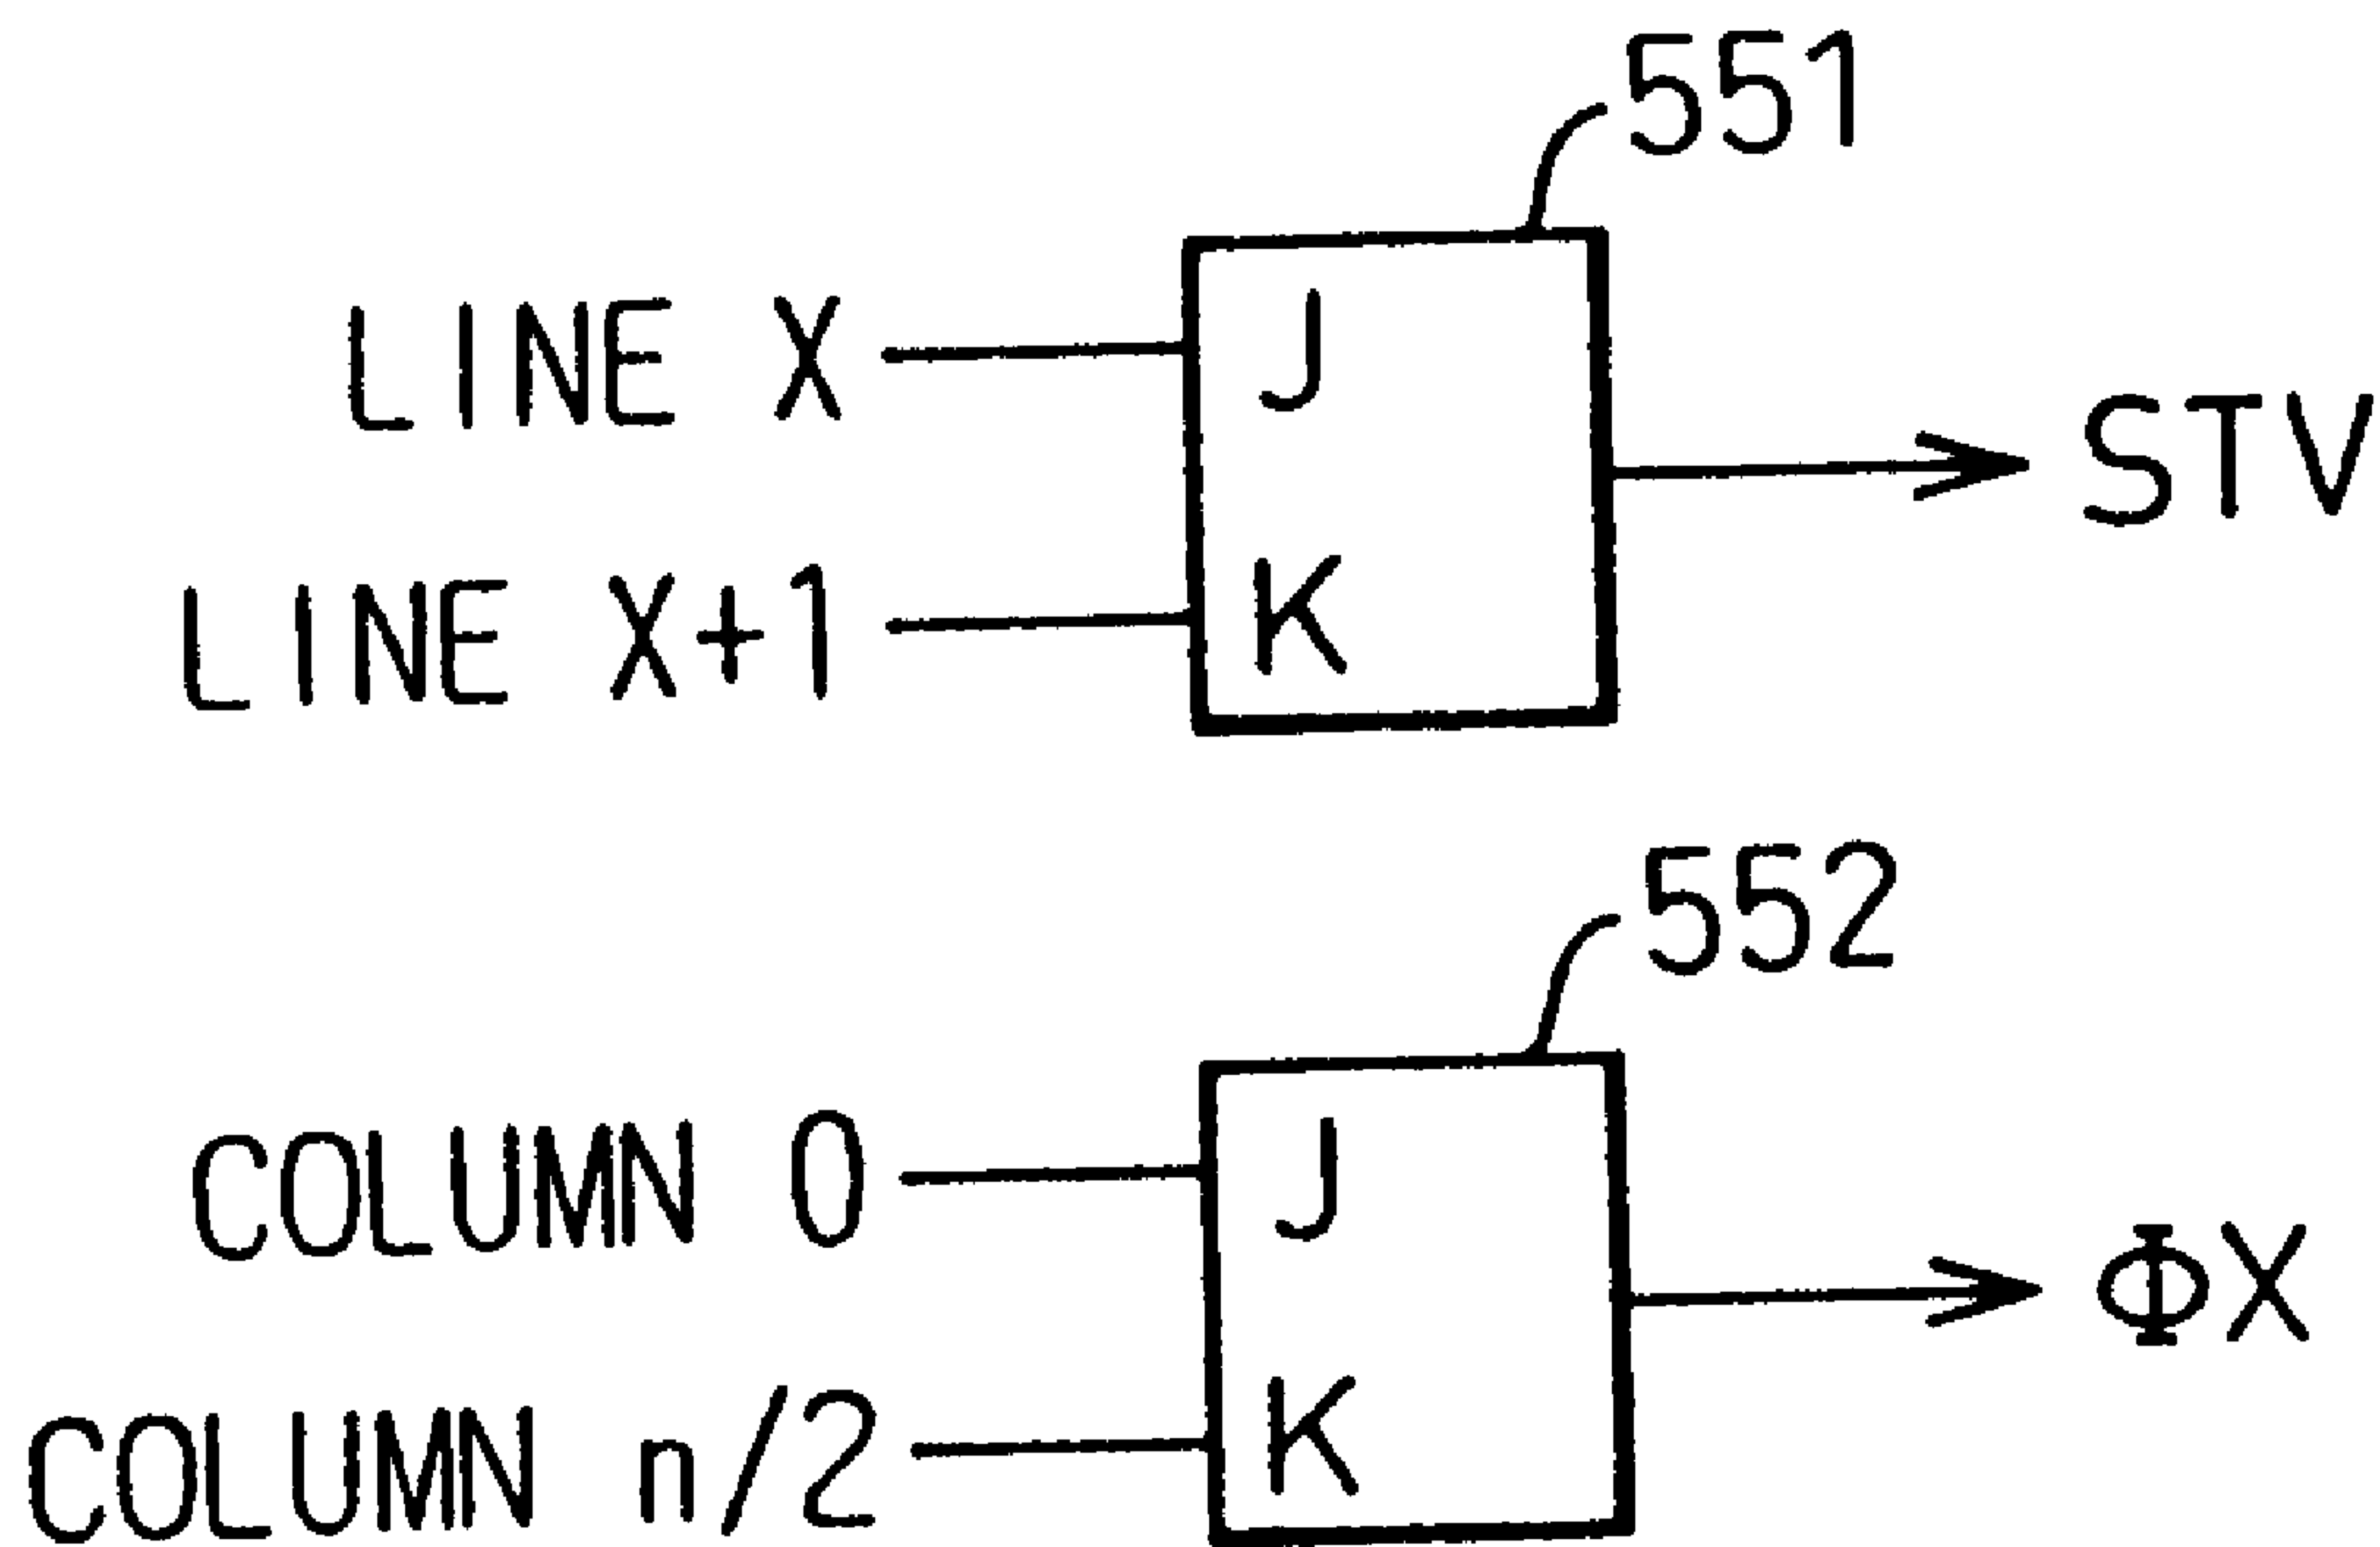 551
LINE X
J
STV
LINE X+1
K
552
COLUMN 0
J
ΦX
COLUMN n/2
K